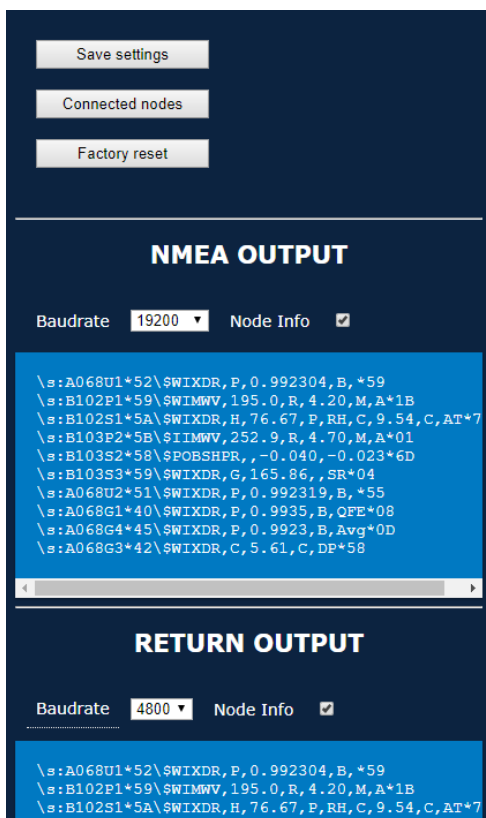 Save settings
Connected nodes
Factory reset
NMEA OUTPUT
Baudrate 19200 Node Info
\s:A068U1*52\$WIXDR,P,0.992304,B,*59
\s:B102P1*59\$WIMWV,195.0,R,4.20,M,A*1B
\s:B102S1*5A\$WIXDR,H,76.67,P,RH,C,9.54,C,AT*7
\s:B103P2*5B\$IIMWV,252.9,R,4.70,M,A*01
\s:B103S2*58\$POBSHPR,,-0.040,-0.023*6D
\s:B103S3*59\$WIXDR,G,165.86,,SR*04
\s:A068U2*51\$WIXDR,P,0.992319,B,*55
\s:A068G1*40\$WIXDR,P,0.9935,B,QFE*08
\s:A068G4*45\$WIXDR,P,0.9923,B,Avg*0D
\s:A068G3*42\$WIXDR,C,5.61,C,DP*58
RETURN OUTPUT
Baudrate 4800 Node Info
\s:A068U1*52\$WIXDR,P,0.992304,B,*59
\s:B102P1*59\$WIMWV,195.0,R,4.20,M,A*1B
\s:B102S1*5A\$WIXDR,H,76.67,P,RH,C,9.54,C,AT*7